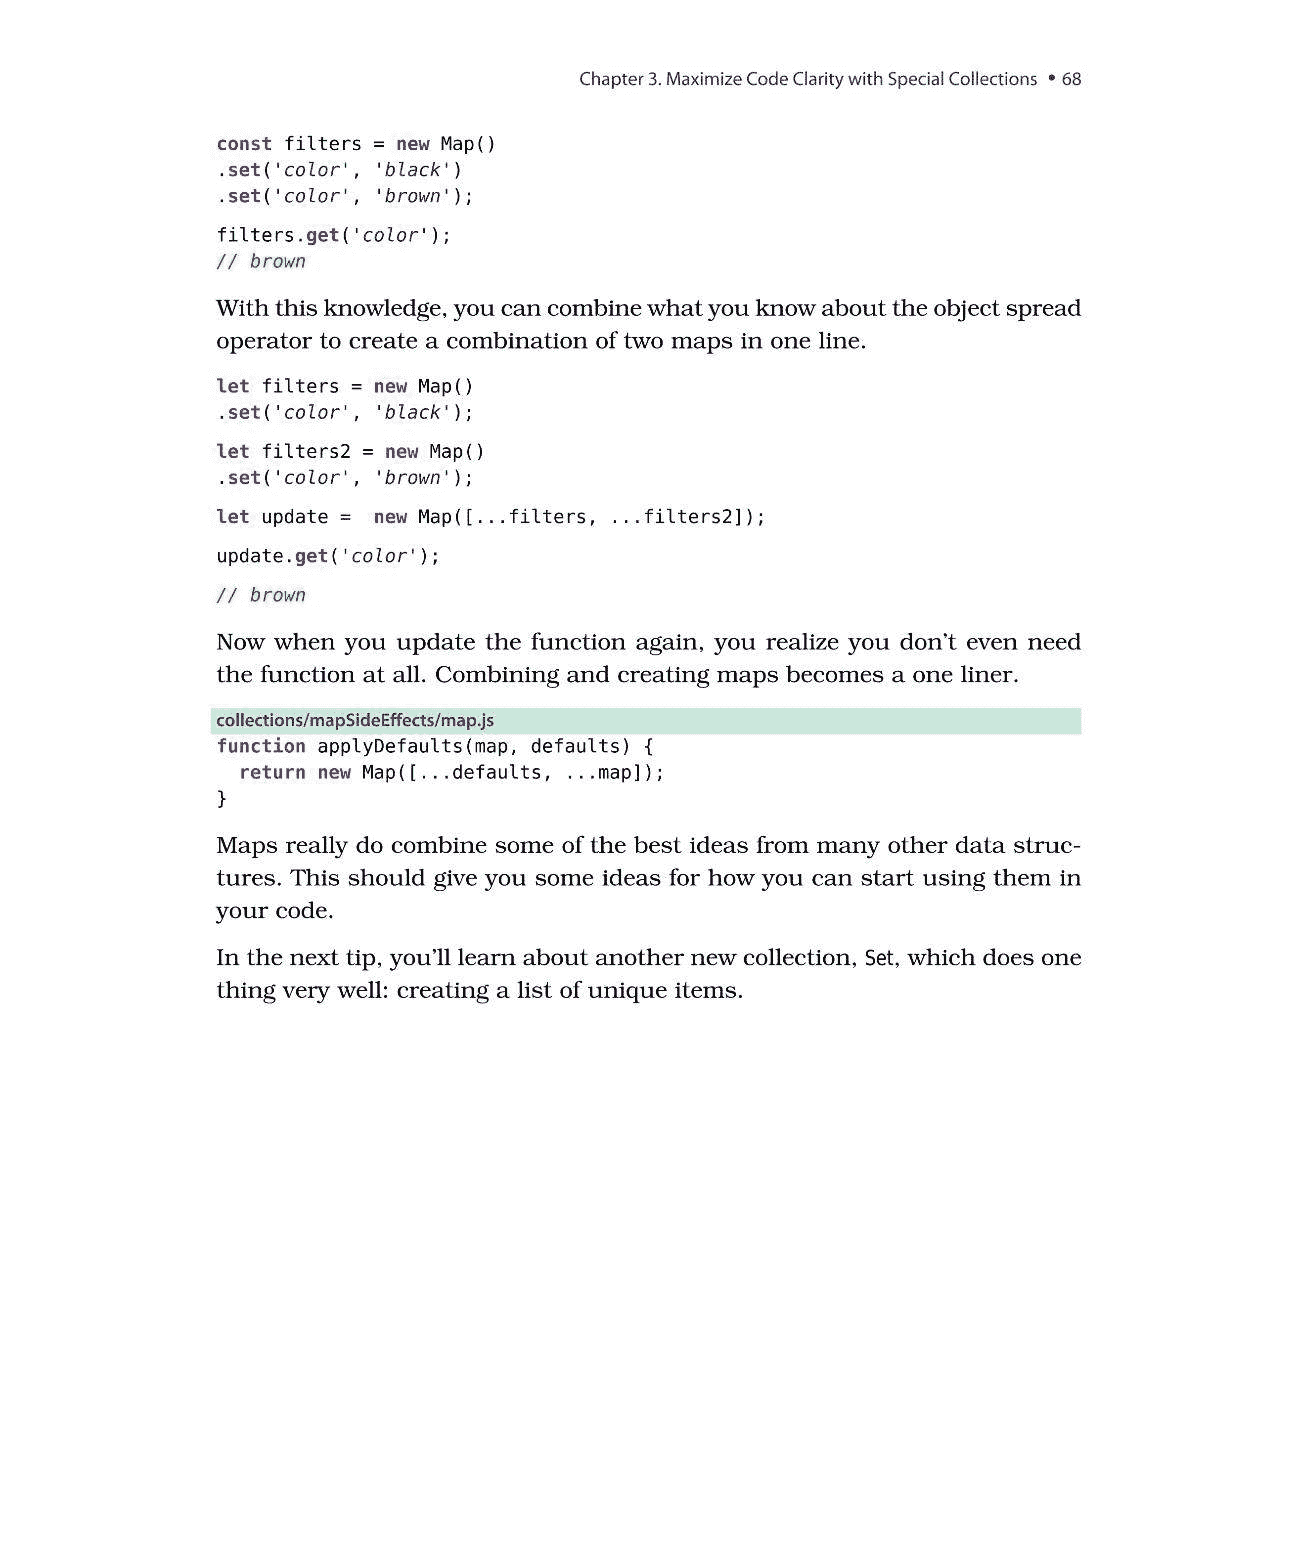 Chapter 3. Maximize Code Clarity with Special Collections • 68
const filters = new Map()
.set('color', 'black')
.set('color', 'brown');
filters.get('color');
// brown
With this knowledge, you can combine what you know about the object spread
operator to create a combination of two maps in one line.
let filters = new Map()
.set('color', 'black');
let filters2 = new Map()
.set('color', 'brown');
let update =  new Map([...filters, ...filters2]);
update.get('color');
// brown
Now when you update the function again, you realize you don't even need
the function at all. Combining and creating maps becomes a one liner.
collections/mapSideEffects/map.js
function applyDefaults(map, defaults) {
  return new Map([...defaults, ...map]);
}
Maps really do combine some of the best ideas from many other data struc-
tures. This should give you some ideas for how you can start using them in
your code.
In the next tip, you'll learn about another new collection, Set, which does one
thing very well: creating a list of unique items.